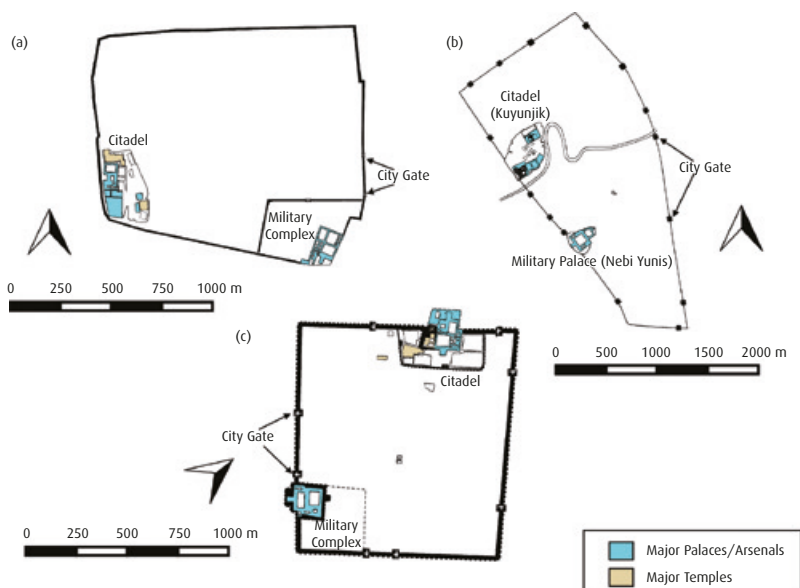 (a)
Citadel
City Gate
Military
Complex
0 250 500 750 1000 m
(b)
Citadel
(Kuyunjik)
City Gate
Military Palace (Nebi Yunis)
0 500 1000 1500 2000 m
(c)
Citadel
City Gate
Military
Complex
0 250 500 750 1000 m
Major Palaces/Arsenals
Major Temples